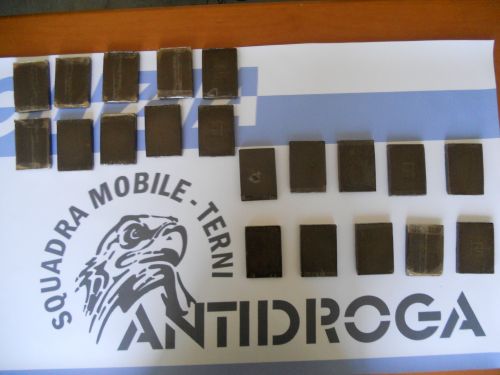 SQUADRA MOBILE - TERNI
ANTIDROGA